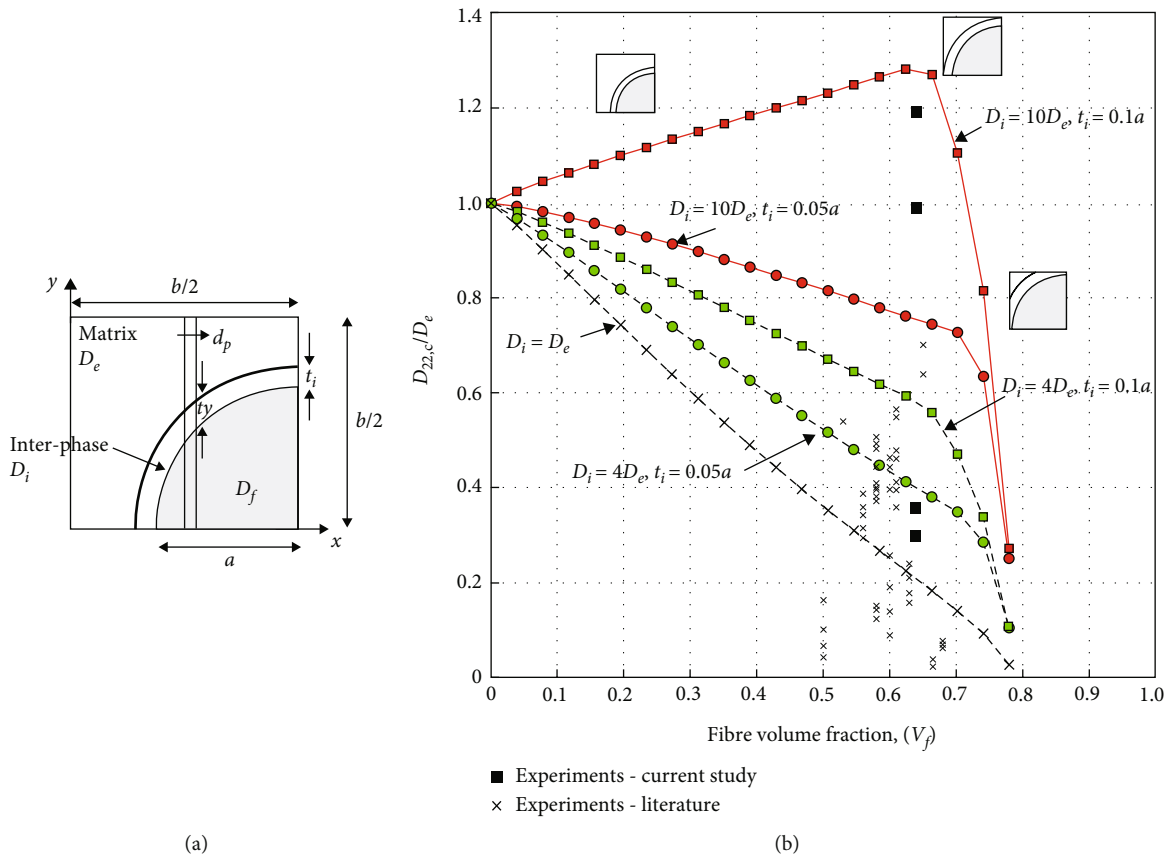 y
b/2
Matrix
D_e
d_p
t_i
ty
b/2
Inter-phase
D_i
D_f
x
a
(a)
1.4
1.2
1.0
0.8
0.6
0.4
0.2
0
D_{22,c}/D_e
D_i = 10D_e, t_i = 0.1a
D_i = 10D_e, t_i = 0.05a
D_i = D_e
D_i = 4D_e, t_i = 0.1a
D_i = 4D_e, t_i = 0.05a
0 0.1 0.2 0.3 0.4 0.5 0.6 0.7 0.8 0.9 1.0
Fibre volume fraction, (V_f)
Experiments - current study
Experiments - literature
(b)